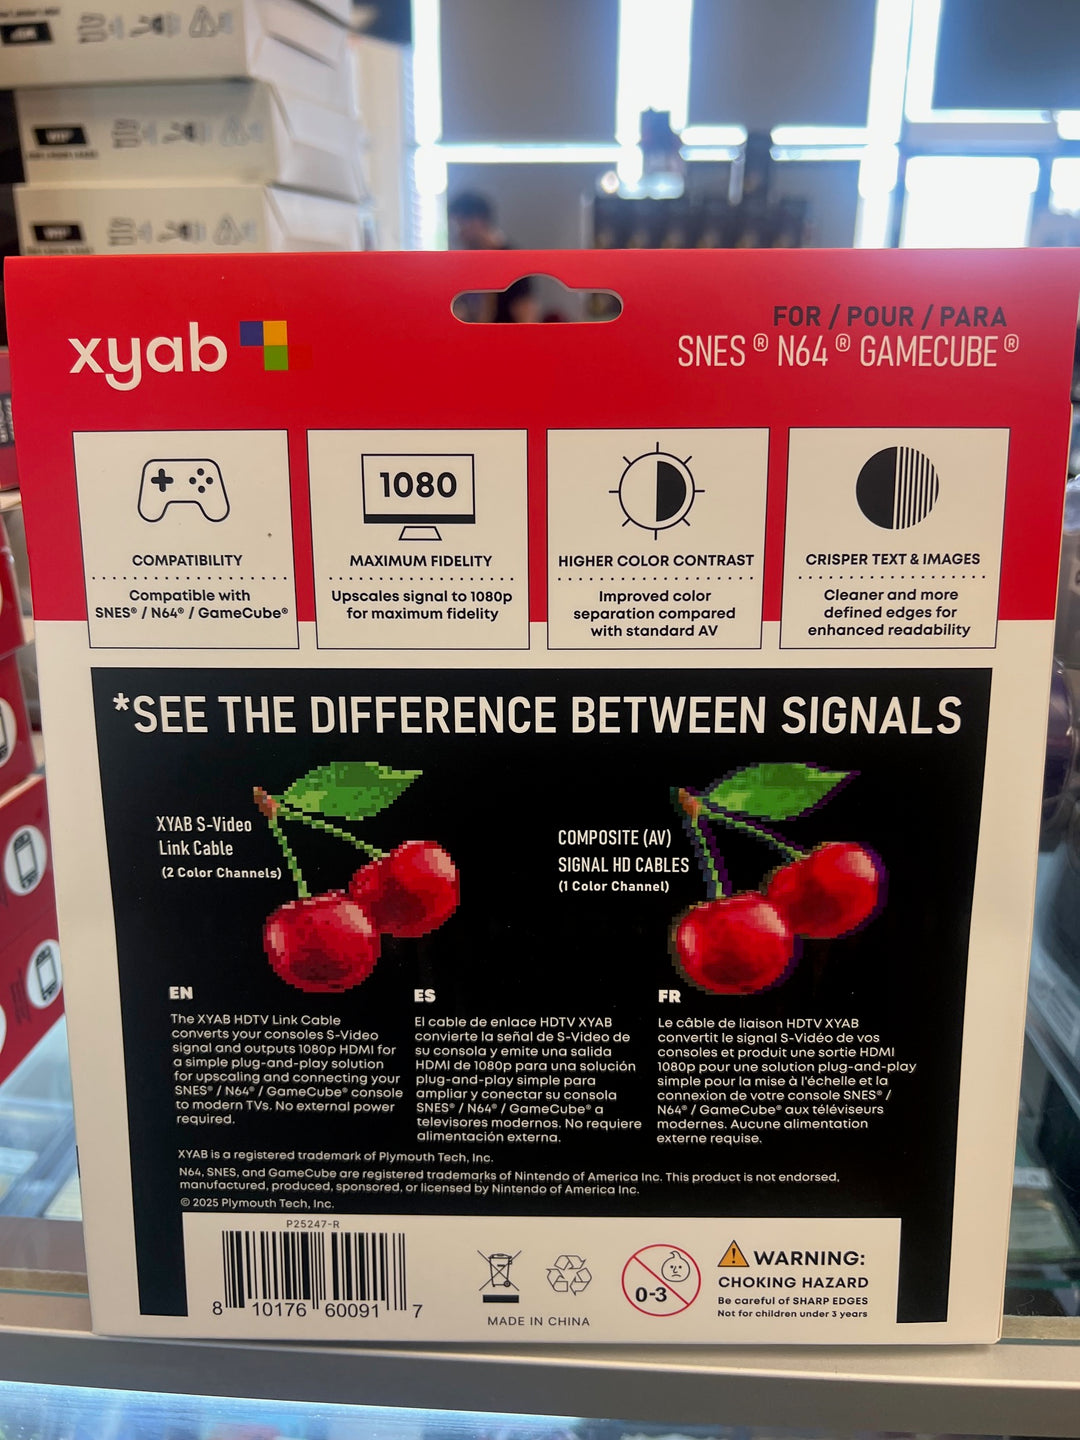 xyab
FOR / POUR / PARA
SNES® N64® GAMECUBE®
COMPATIBILITY
Compatible with
SNES® / N64® / GameCube®
1080
MAXIMUM FIDELITY
Upscales signal to 1080p
for maximum fidelity
HIGHER COLOR CONTRAST
Improved color
separation compared
with standard AV
CRISPER TEXT & IMAGES
Cleaner and more
defined edges for
enhanced readability
*SEE THE DIFFERENCE BETWEEN SIGNALS
XYAB S-Video
Link Cable
(2 Color Channels)
COMPOSITE (AV)
SIGNAL HD CABLES
(1 Color Channel)
EN
The XYAB HDTV Link Cable
converts your consoles S-Video
signal and outputs 1080p HDMI for
a simple plug-and-play solution
for upscaling and connecting your
SNES® / N64® / GameCube® console
to modern TVs. No external power
required.
ES
El cable de enlace HDTV XYAB
convierte la señal de S-Video de
su consola y emite una salida
HDMI de 1080p para una solución
plug-and-play simple para
ampliar y conectar su consola
SNES® / N64® / GameCube® a
televisores modernos. No requiere
alimentación externa.
FR
Le câble de liaison HDTV XYAB
convertit le signal S-Vidéo de vos
consoles et produit une sortie HDMI
1080p pour une solution plug-and-play
simple pour la mise à l'échelle et la
connexion de votre console SNES® /
N64® / GameCube® aux téléviseurs
modernes. Aucune alimentation
externe requise.
XYAB is a registered trademark of Plymouth Tech, Inc.
N64, SNES, and GameCube are registered trademarks of Nintendo of America Inc. This product is not endorsed,
manufactured, produced, sponsored, or licensed by Nintendo of America Inc.
© 2025 Plymouth Tech, Inc.
P25247-R
8 10176 60091 7
MADE IN CHINA
0-3
WARNING:
CHOKING HAZARD
Be careful of SHARP EDGES
Not for children under 3 years